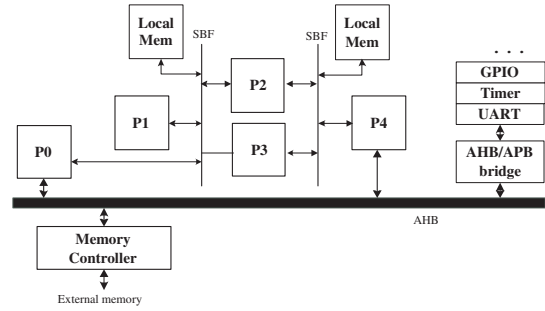 SBF
SBF
Local
Mem
Local
Mem
. . .
GPIO
Timer
UART
P2
P1
P4
P3
P0
AHB/APB
bridge
AHB
Memory
Controller
External memory